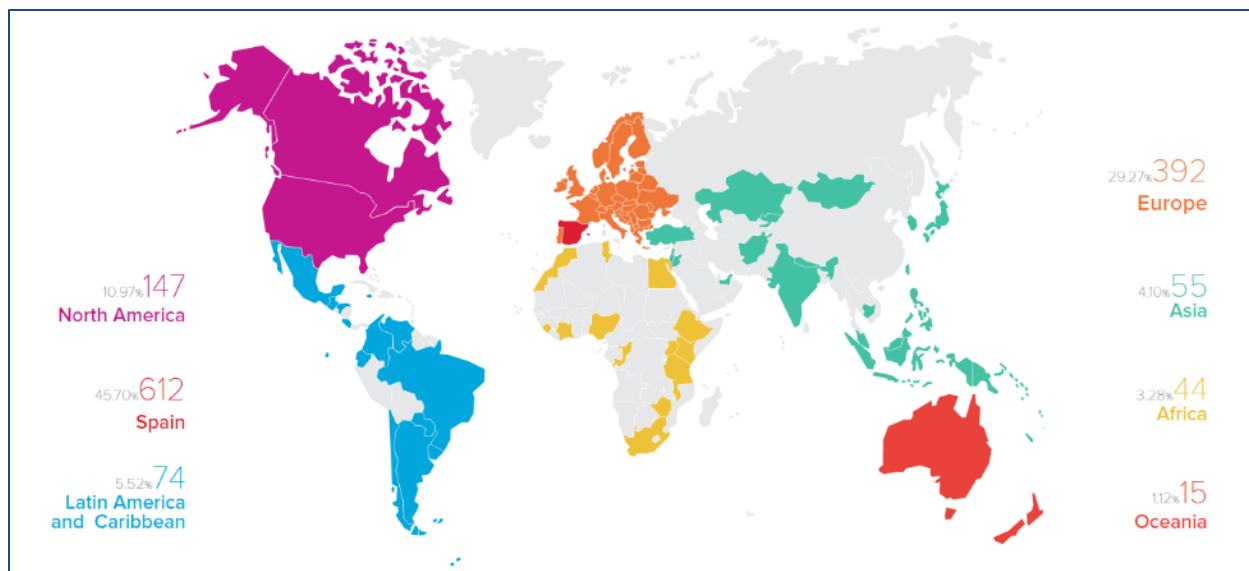 10.97%147
North America
45.70%612
Spain
5.52%74
Latin America
and Caribbean
29.27%392
Europe
4.10%55
Asia
3.28%44
Africa
1.12%15
Oceania